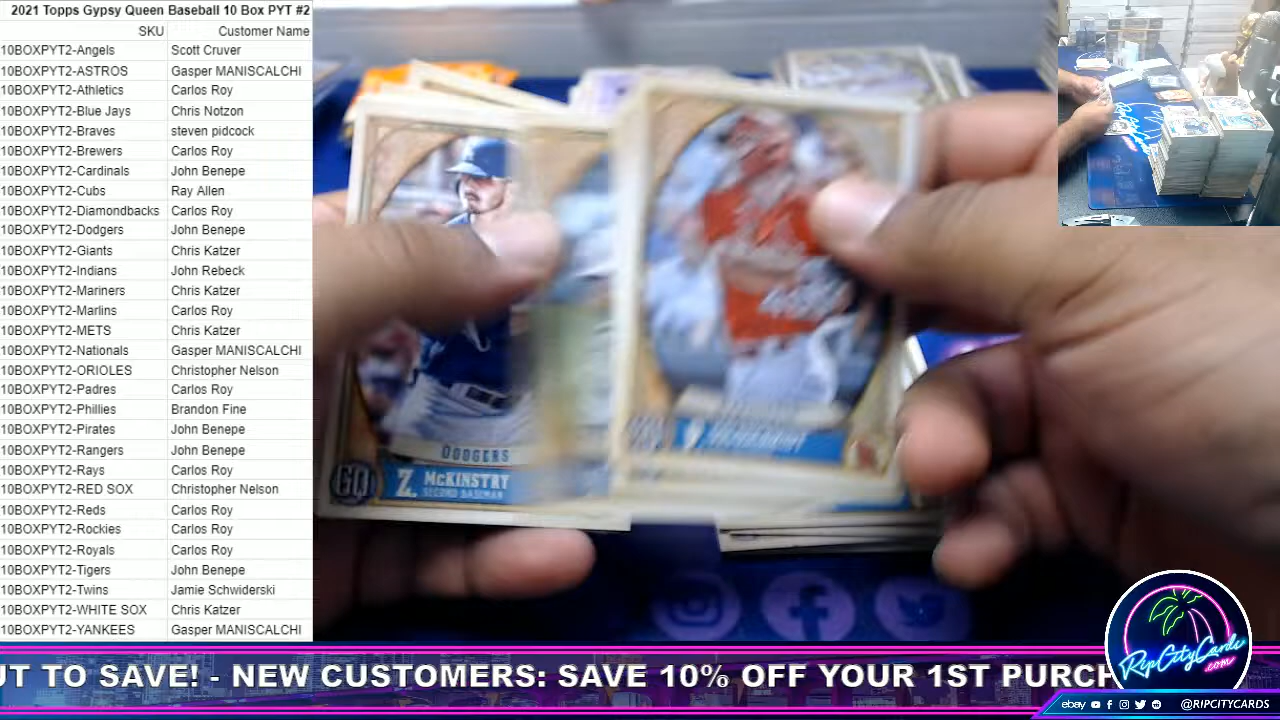 2021 Topps Gypsy Queen Baseball 10 Box PYT #2
SKU Customer Name
10BOXPYT2-Angels Scott Cruver
10BOXPYT2-ASTROS Gasper MANISCALCHI
10BOXPYT2-Athletics Carlos Roy
10BOXPYT2-Blue Jays Chris Notzon
10BOXPYT2-Braves steven pidcock
10BOXPYT2-Brewers Carlos Roy
10BOXPYT2-Cardinals John Benepe
10BOXPYT2-Cubs Ray Allen
10BOXPYT2-Diamondbacks Carlos Roy
10BOXPYT2-Dodgers John Benepe
10BOXPYT2-Giants Chris Katzer
10BOXPYT2-Indians John Rebeck
10BOXPYT2-Mariners Chris Katzer
10BOXPYT2-Marlins Carlos Roy
10BOXPYT2-METS Chris Katzer
10BOXPYT2-Nationals Gasper MANISCALCHI
10BOXPYT2-ORIOLES Christopher Nelson
10BOXPYT2-Padres Carlos Roy
10BOXPYT2-Phillies Brandon Fine
10BOXPYT2-Pirates John Benepe
10BOXPYT2-Rangers John Benepe
10BOXPYT2-Rays Carlos Roy
10BOXPYT2-RED SOX Christopher Nelson
10BOXPYT2-Reds Carlos Roy
10BOXPYT2-Rockies Carlos Roy
10BOXPYT2-Royals Carlos Roy
10BOXPYT2-Tigers John Benepe
10BOXPYT2-Twins Jamie Schwiderski
10BOXPYT2-WHITE SOX Chris Katzer
10BOXPYT2-YANKEES Gasper MANISCALCHI
DODGERS
GQ Z. McKINSTRY
SECOND BASEMAN
UT TO SAVE! - NEW CUSTOMERS: SAVE 10% OFF YOUR 1ST PURCH
RipCityCards
.com
ebay @RIPCITYCARDS